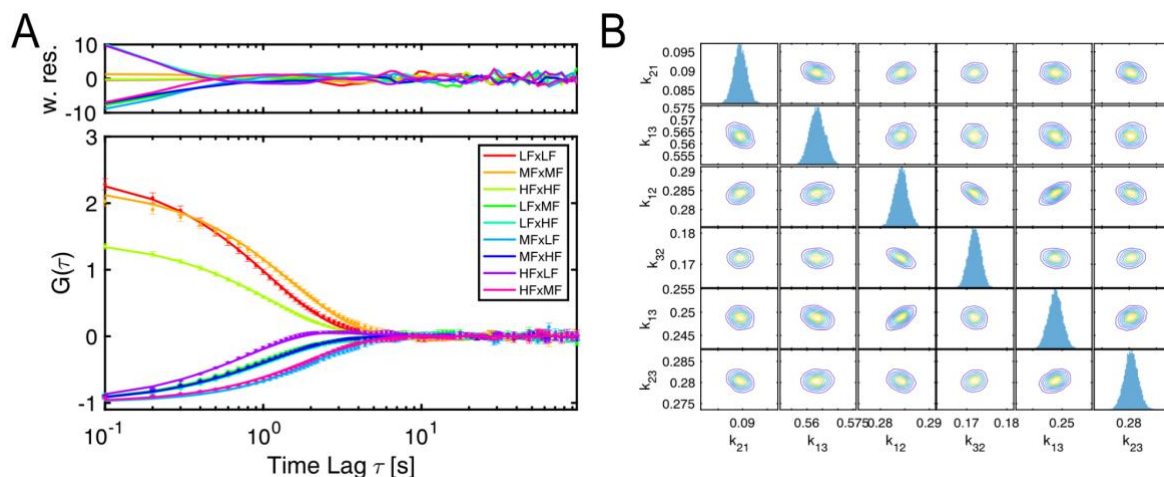 A
w. res.
10
0
-10
G(τ)
3
2
1
0
-1
LFxLF
MFxMF
HFxHF
LFxMF
LFxHF
MFxLF
MFxHF
HFxLF
HFxMF
10-1
100
101
Time Lag τ [s]
B
k21
0.095
0.09
0.085
k13
0.575
0.57
0.565
0.56
0.555
k12
0.29
0.285
0.28
k32
0.18
0.17
k13
0.255
0.25
0.245
k23
0.285
0.28
0.275
0.09
0.56
0.575
0.28
0.29
0.17
0.18
0.25
0.28
k21
k13
k12
k32
k13
k23